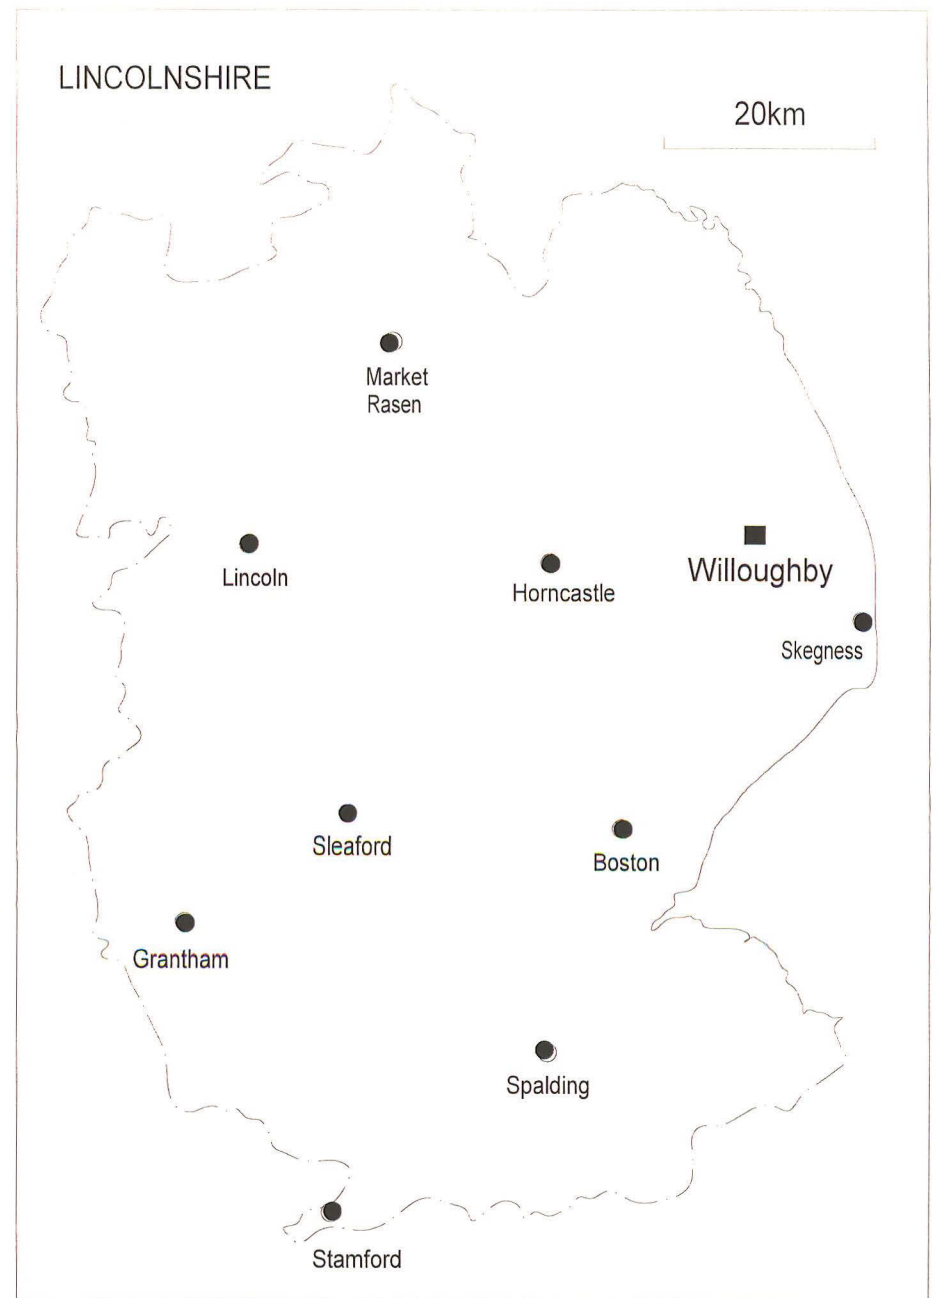 LINCOLNSHIRE
20km
Market
Rasen
Lincoln
Horncastle
Willoughby
Skegness
Sleaford
Boston
Grantham
Spalding
Stamford